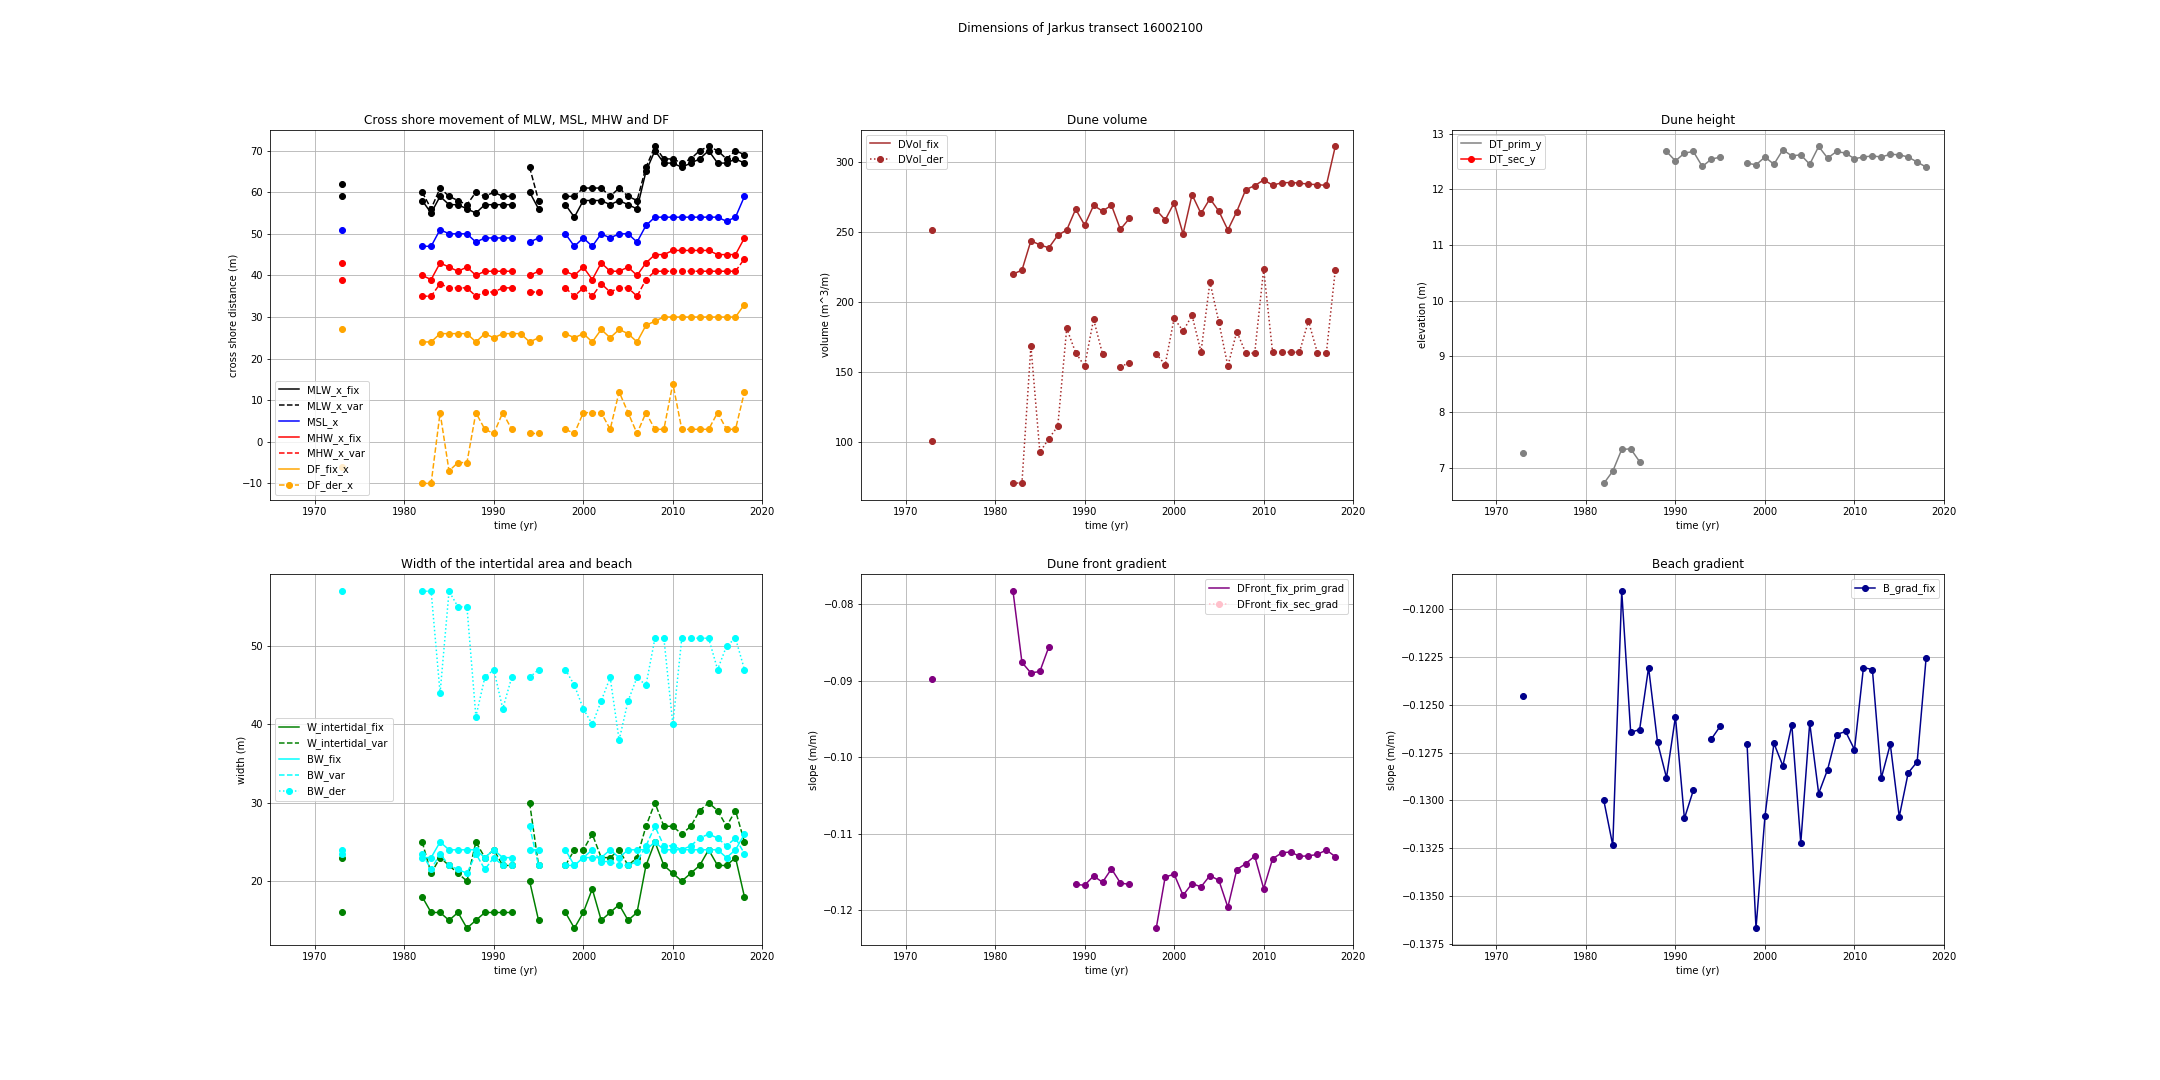 Dimensions of Jarkus transect 16002100
Cross shore movement of MLW, MSL, MHW and DF
cross shore distance (m)
70
60
50
40
30
20
10
0
−10
MLW_x_fix
MLW_x_var
MSL_x
MHW_x_fix
MHW_x_var
DF_fix_x
DF_der_x
1970 1980 1990 2000 2010 2020
time (yr)
Dune volume
volume (m^3/m)
300
250
200
150
100
DVol_fix
DVol_der
1970 1980 1990 2000 2010 2020
time (yr)
Dune height
elevation (m)
13
12
11
10
9
8
7
DT_prim_y
DT_sec_y
1970 1980 1990 2000 2010 2020
time (yr)
Width of the intertidal area and beach
width (m)
50
40
30
20
W_intertidal_fix
W_intertidal_var
BW_fix
BW_var
BW_der
1970 1980 1990 2000 2010 2020
time (yr)
Dune front gradient
slope (m/m)
−0.08
−0.09
−0.10
−0.11
−0.12
DFront_fix_prim_grad
DFront_fix_sec_grad
1970 1980 1990 2000 2010 2020
time (yr)
Beach gradient
slope (m/m)
−0.1200
−0.1225
−0.1250
−0.1275
−0.1300
−0.1325
−0.1350
−0.1375
B_grad_fix
1970 1980 1990 2000 2010 2020
time (yr)